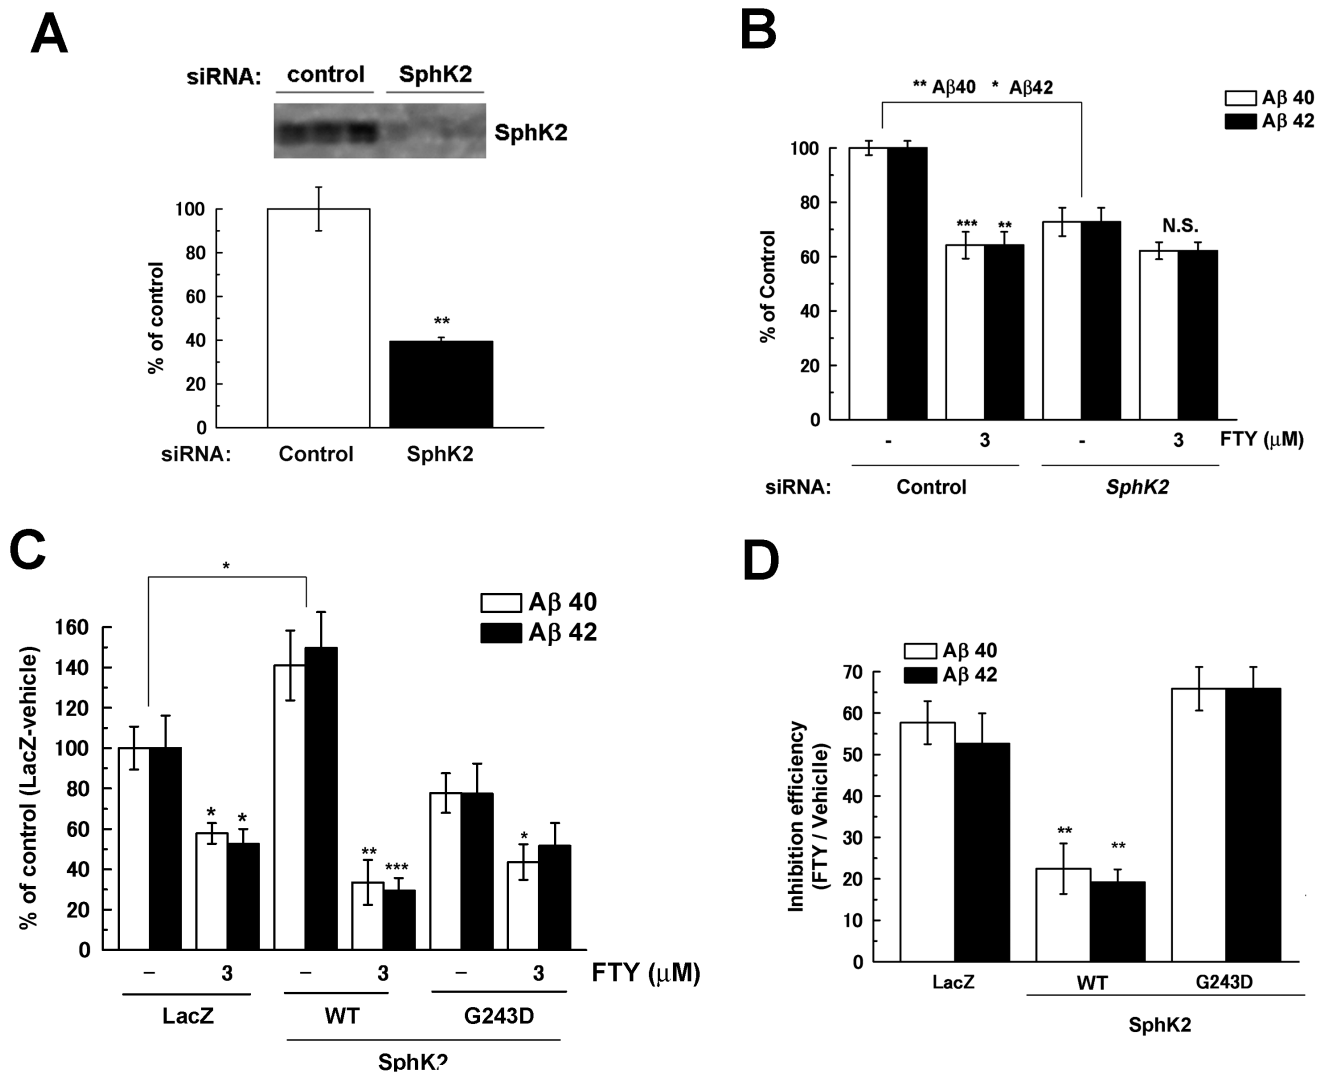 A
siRNA: control SphK2
SphK2
100
80
60
40
20
0
% of control
**
siRNA: Control SphK2
B
** Aβ40 * Aβ42
Aβ 40
Aβ 42
100
80
60
40
20
0
% of Control
*** **
N.S.
- 3 - 3 FTY (μM)
siRNA: Control SphK2
C
*
Aβ 40
Aβ 42
160
140
120
100
80
60
40
20
0
% of control (LacZ-vehicle)
* *
** ***
*
– 3 – 3 – 3 FTY (μM)
LacZ WT G243D
SphK2
D
Aβ 40
Aβ 42
70
60
50
40
30
20
10
0
Inhibition efficiency
(FTY / Vehiclle)
** **
LacZ WT G243D
SphK2